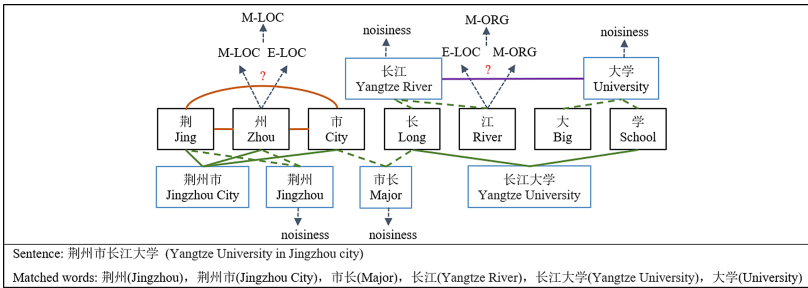 M-LOC
M-ORG
noisiness
noisiness
M-LOC E-LOC
E-LOC M-ORG
?
?
长江
Yangtze River
大学
University
荆
Jing
州
Zhou
市
City
长
Long
江
River
大
Big
学
School
荆州市
Jingzhou City
荆州
Jingzhou
市长
Major
长江大学
Yangtze University
noisiness
noisiness
Sentence: 荆州市长江大学 (Yangtze University in Jingzhou city)
Matched words: 荆州(Jingzhou), 荆州市(Jingzhou City), 市长(Major), 长江(Yangtze River), 长江大学(Yangtze University), 大学(University)